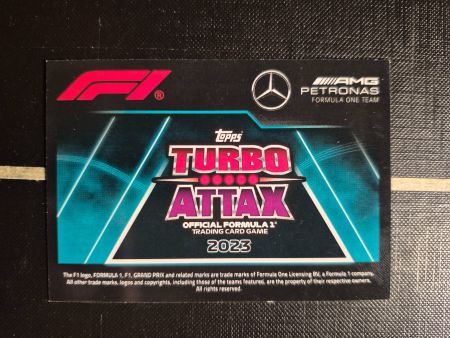 F1®
AMG
PETRONAS
FORMULA ONE TEAM
Topps
TURBO
ATTAX
OFFICIAL FORMULA 1®
TRADING CARD GAME
2023
The F1 logo, FORMULA 1, F1, GRAND PRIX and related marks are trade marks of Formula One Licensing BV, a Formula 1 company.
All other trade marks, logos and copyrights, including those of the teams featured, are the property of their respective owners.
All rights reserved.